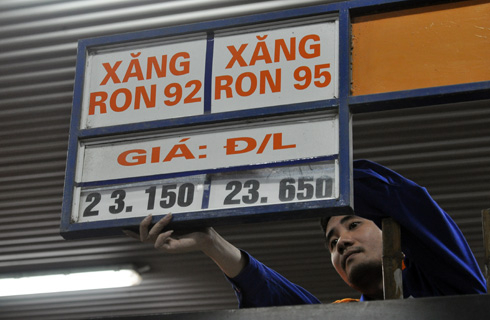 XĂNG
RON 92
XĂNG
RON 95
GIÁ: Đ/L
23.150
23.650